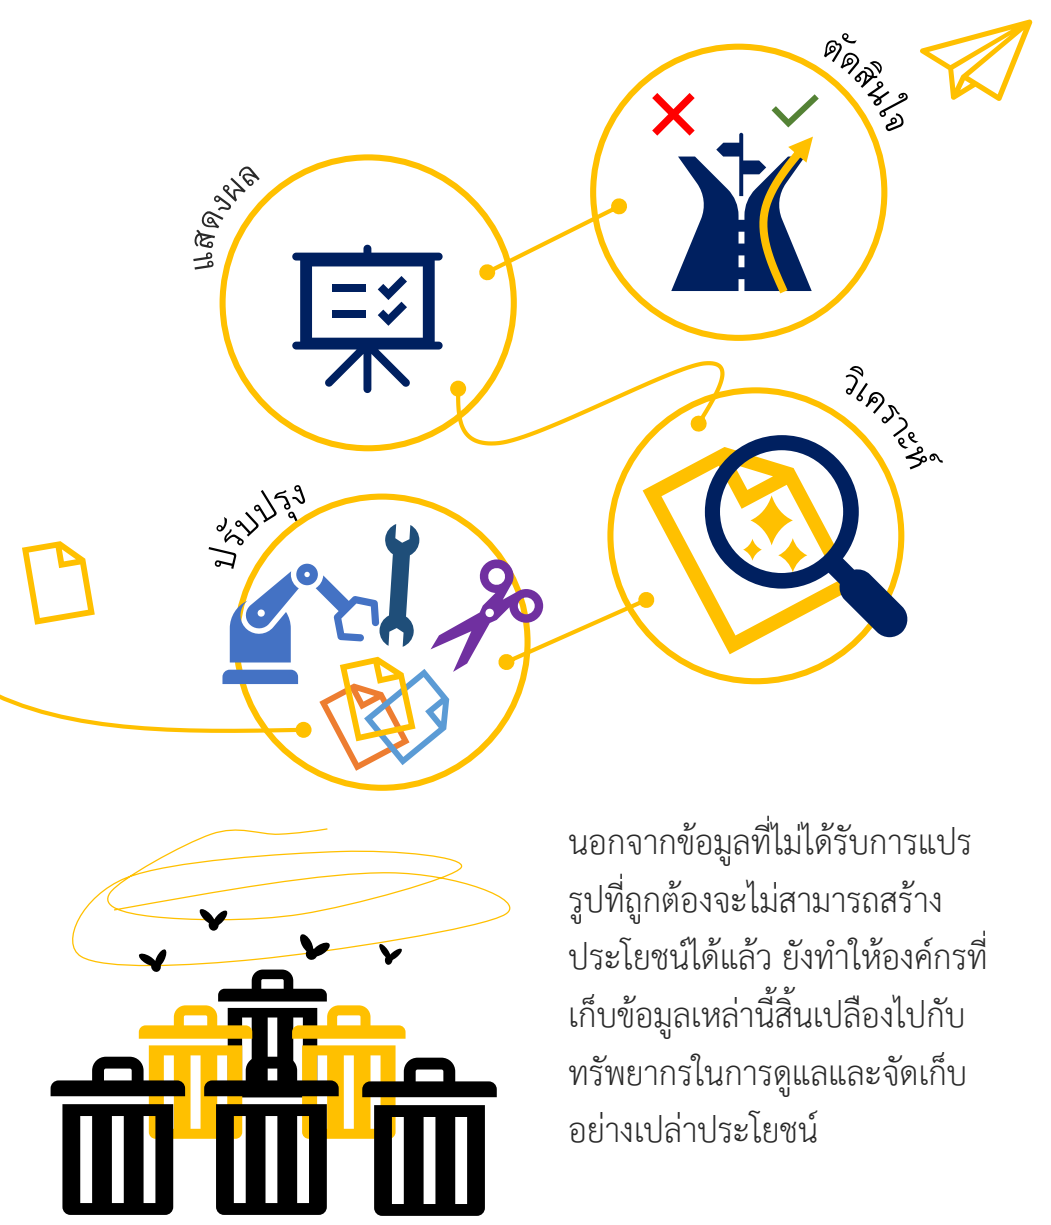 ตัดสินใจ
แสดงผล
วิเคราะห์
ปรับปรุง
นอกจากข้อมูลที่ไม่ได้รับการแปร
รูปที่ถูกต้องจะไม่สามารถสร้าง
ประโยชน์ได้แล้ว ยังทำให้องค์กรที่
เก็บข้อมูลเหล่านี้สิ้นเปลืองไปกับ
ทรัพยากรในการดูแลและจัดเก็บ
อย่างเปล่าประโยชน์